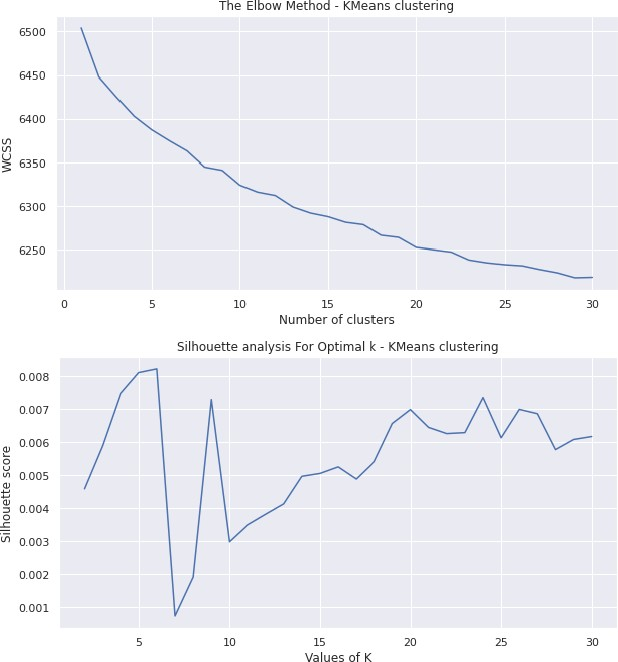 The Elbow Method - KMeans clustering
6500
6450
6400
6350
6300
6250
WCSS
0 5 10 15 20 25 30
Number of clusters
Silhouette analysis For Optimal k - KMeans clustering
0.008
0.007
0.006
0.005
0.004
0.003
0.002
0.001
Silhouette score
5 10 15 20 25 30
Values of K